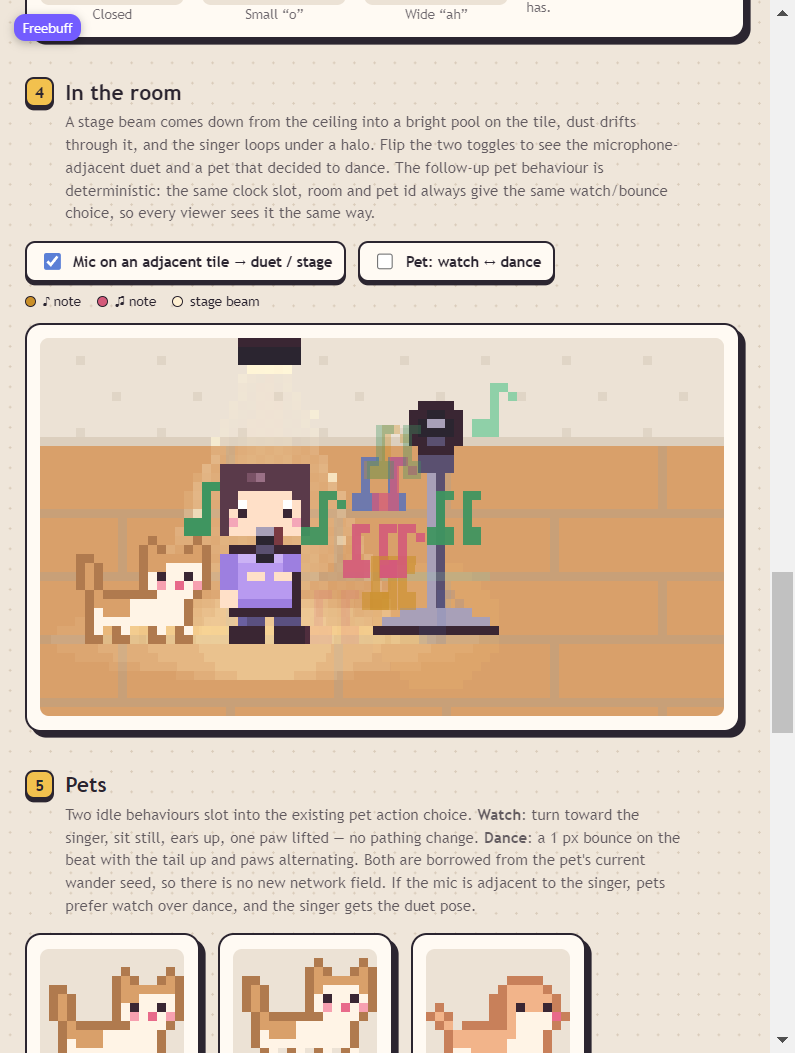 Closed
Small “o”
Wide “ah”
has.
Freebuff
4
In the room
A stage beam comes down from the ceiling into a bright pool on the tile, dust drifts
through it, and the singer loops under a halo. Flip the two toggles to see the microphone-
adjacent duet and a pet that decided to dance. The follow-up pet behaviour is
deterministic: the same clock slot, room and pet id always give the same watch/bounce
choice, so every viewer sees it the same way.
Mic on an adjacent tile → duet / stage
Pet: watch ↔ dance
♪ note
♫ note
stage beam
5
Pets
Two idle behaviours slot into the existing pet action choice. Watch: turn toward the
singer, sit still, ears up, one paw lifted — no pathing change. Dance: a 1 px bounce on the
beat with the tail up and paws alternating. Both are borrowed from the pet's current
wander seed, so there is no new network field. If the mic is adjacent to the singer, pets
prefer watch over dance, and the singer gets the duet pose.